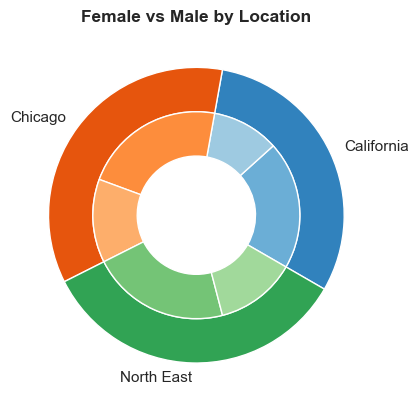 Female vs Male by Location
Chicago
California
North East